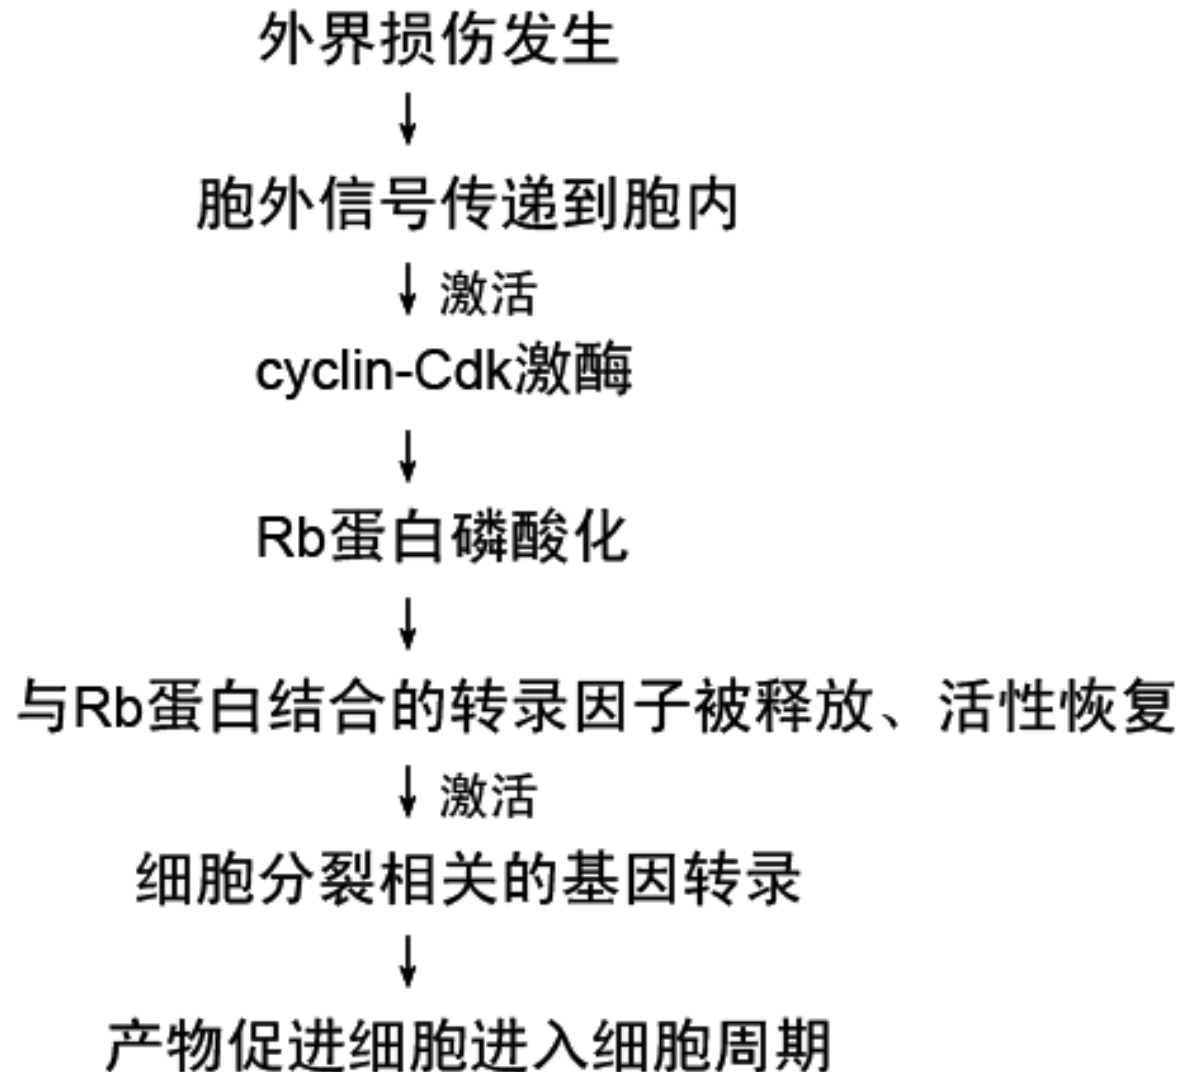 外界损伤发生
↓
胞外信号传递到胞内
↓ 激活
cyclin-Cdk激酶
↓
Rb蛋白磷酸化
↓
与Rb蛋白结合的转录因子被释放、活性恢复
↓ 激活
细胞分裂相关的基因转录
↓
产物促进细胞进入细胞周期